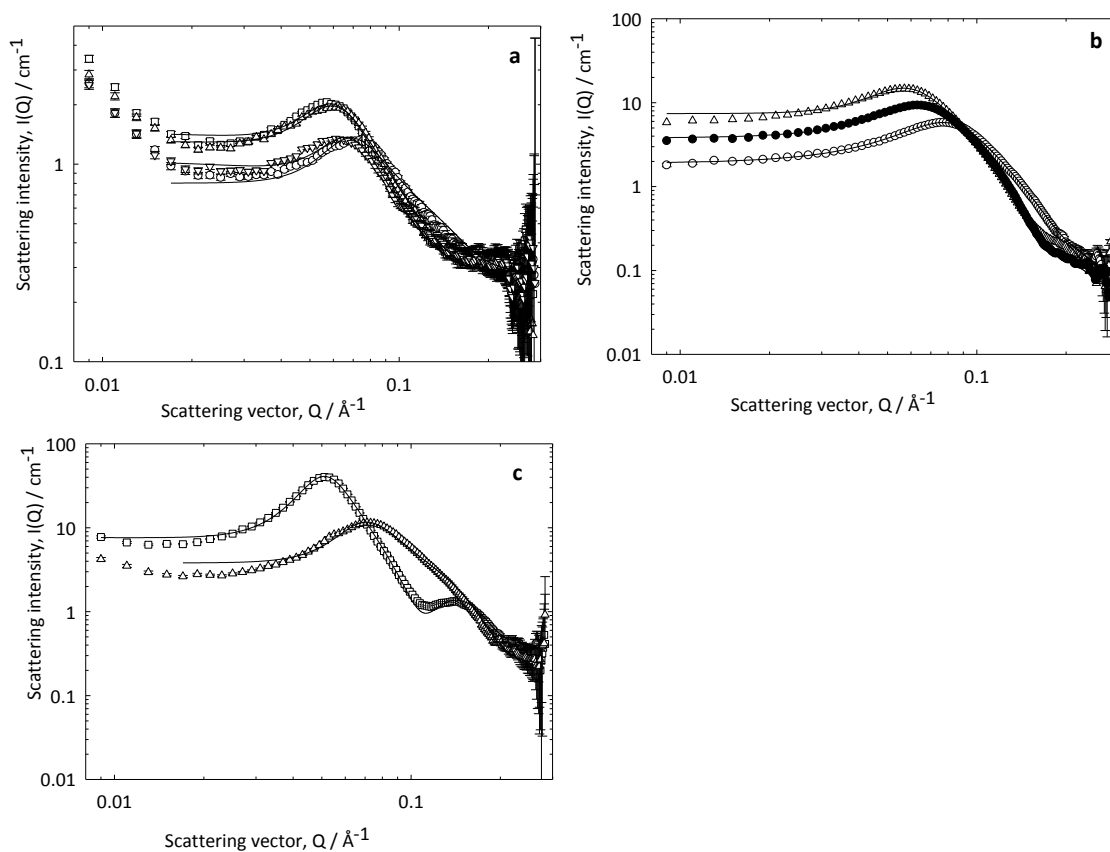 a
Scattering intensity, I(Q) / cm⁻¹
1
0.1
0.01
0.1
Scattering vector, Q / Å⁻¹
b
Scattering intensity, I(Q) / cm⁻¹
100
10
1
0.1
0.01
0.01
0.1
Scattering vector, Q / Å⁻¹
c
Scattering intensity, I(Q) / cm⁻¹
100
10
1
0.1
0.01
0.01
0.1
Scattering vector, Q / Å⁻¹